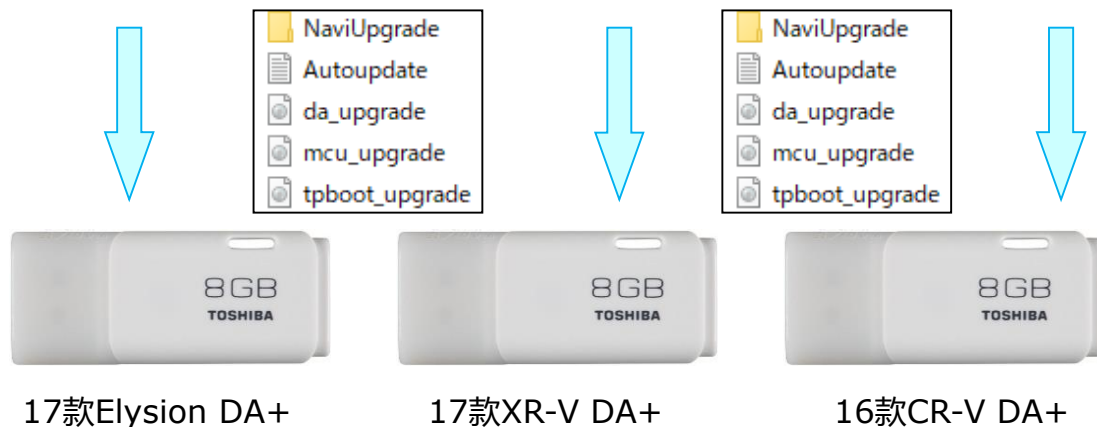 NaviUpgrade
Autoupdate
da_upgrade
mcu_upgrade
tpboot_upgrade
NaviUpgrade
Autoupdate
da_upgrade
mcu_upgrade
tpboot_upgrade
8GB
TOSHIBA
8GB
TOSHIBA
8GB
TOSHIBA
17款Elysion DA+
17款XR-V DA+
16款CR-V DA+